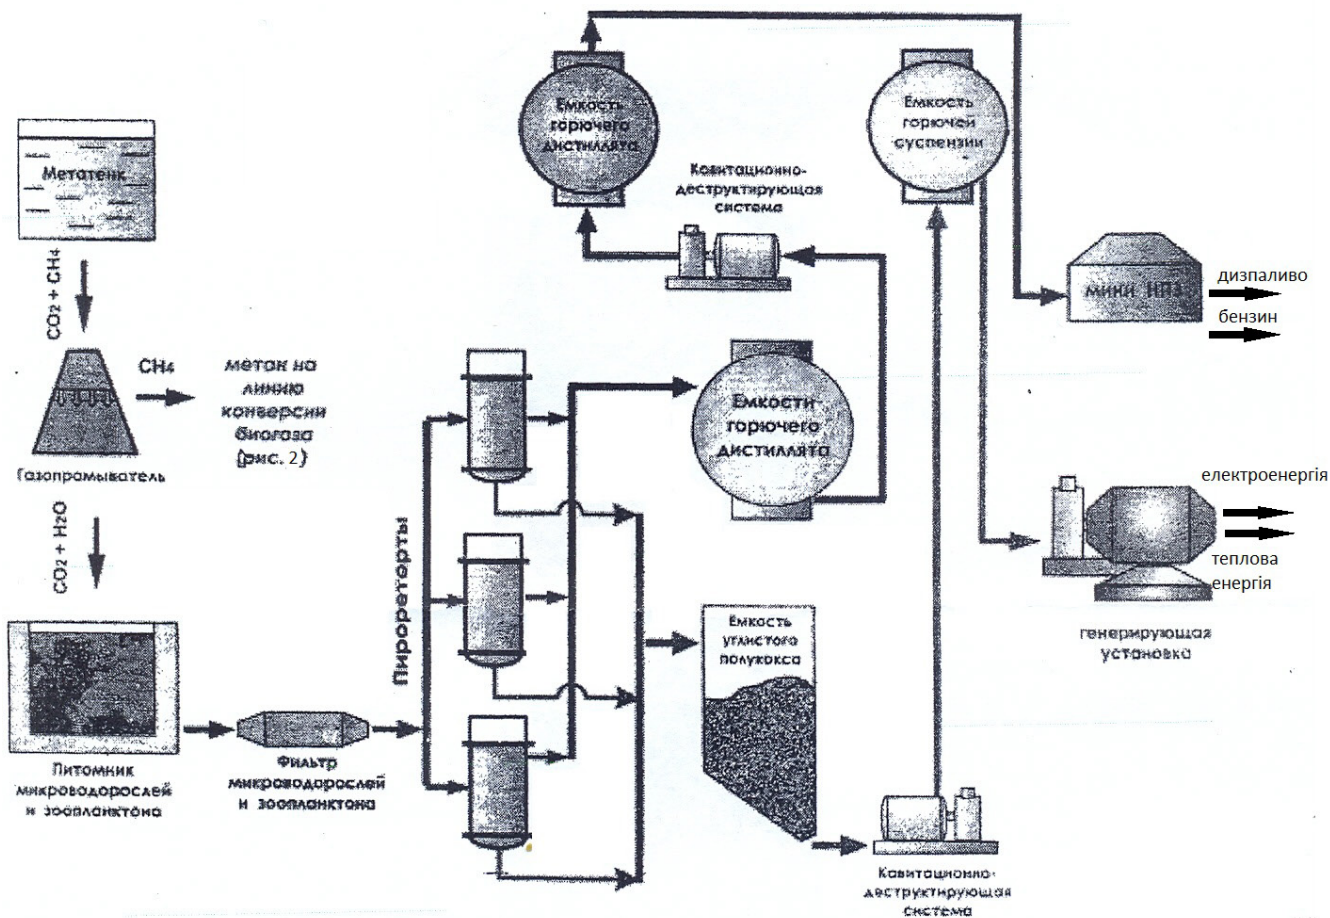 Метатенк
CO2 + CH4
CH4
метан на
линию
конверсии
биогаза
(рис. 2)
Газопромыватель
CO2 + H2O
Питомник
микроводорослей
и зоопланктона
Фильтр
микроводорослей
и зоопланктона
Пирореторты
Емкость
горючего
дистиллята
Кавитационно-
деструктирующая
система
Емкость
горючей
суспензии
Емкости
горючего
дистиллята
мини НПЗ
дизпаливо
бензин
електроенергія
теплова
енергія
генерирующая
установка
Емкость
углистого
полукокса
Кавитационно-
деструктирующая
система